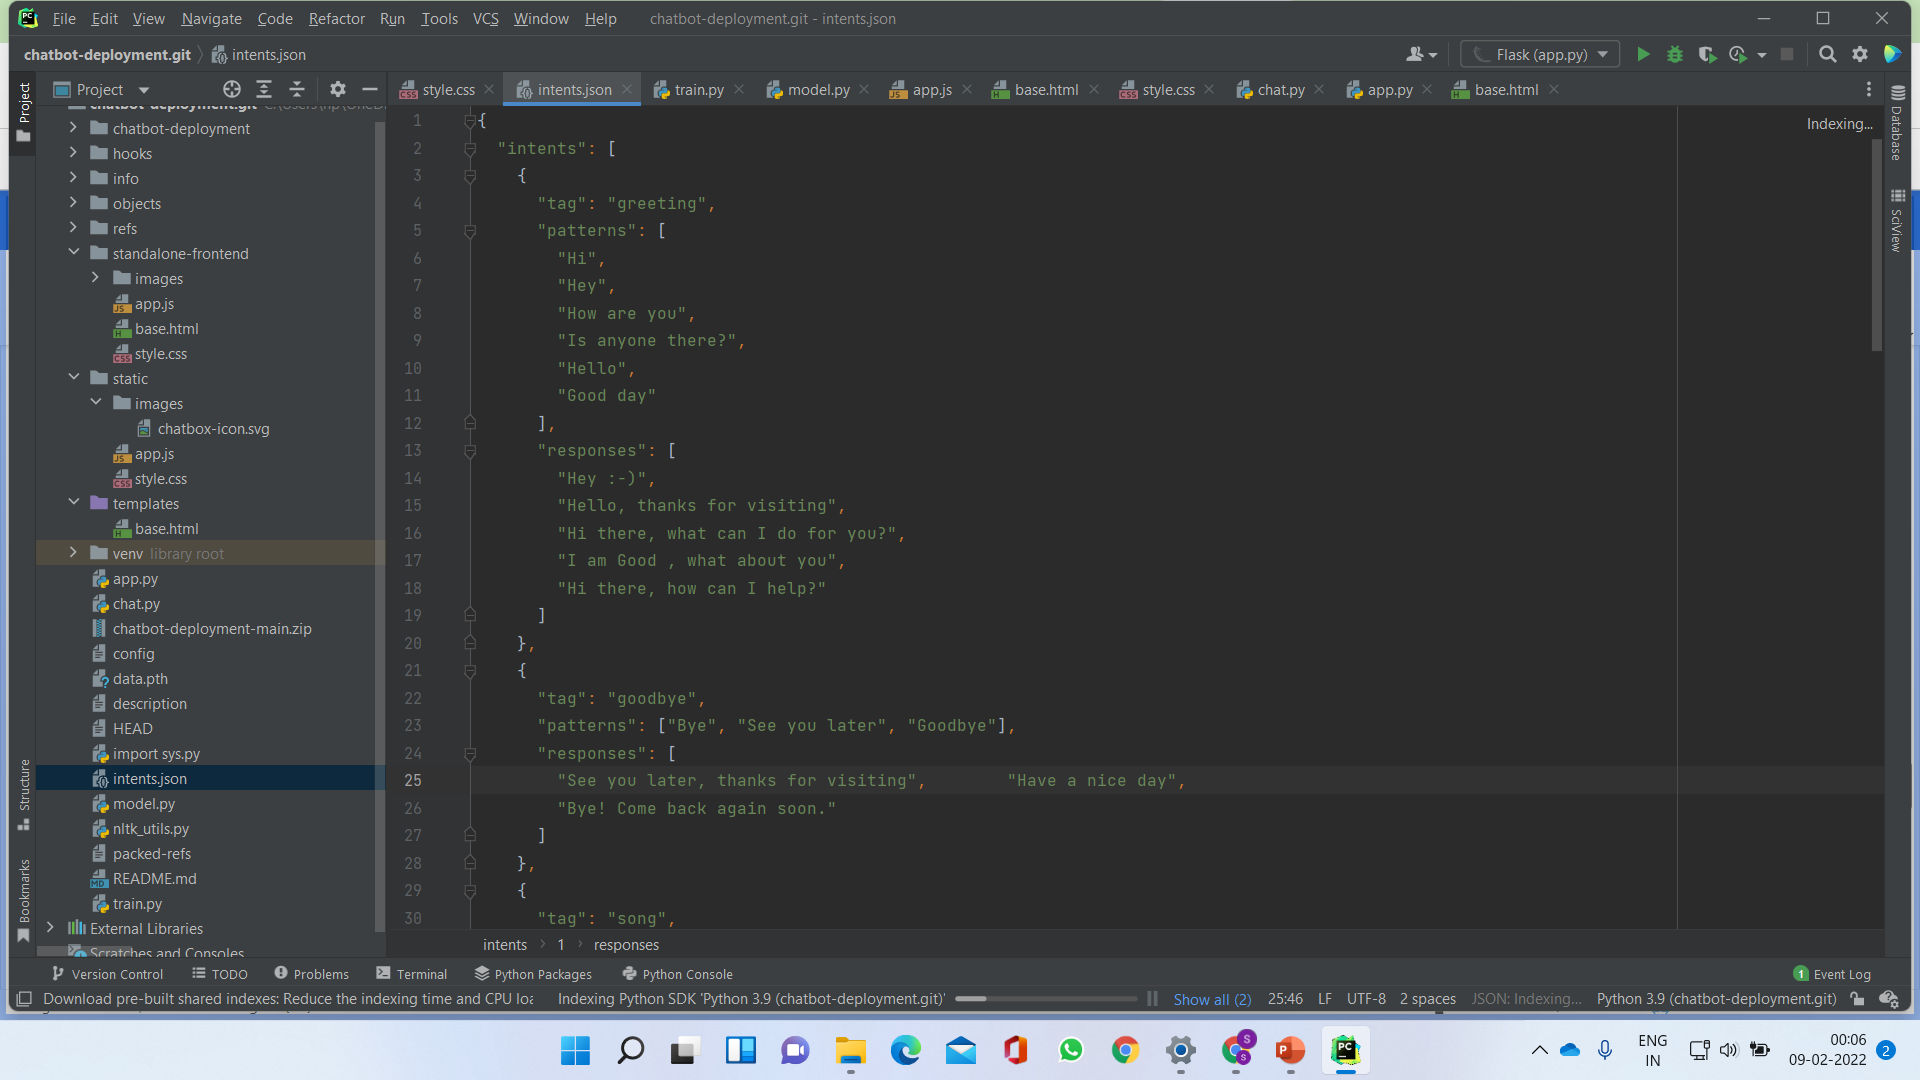 PC File Edit View Navigate Code Refactor Run Tools VCS Window Help chatbot-deployment.git - intents.json
chatbot-deployment.git intents.json Flask (app.py)
Project
Project style.css intents.json train.py model.py app.js base.html style.css chat.py app.py base.html
chatbot-deployment
hooks
info
objects
refs
standalone-frontend
images
app.js
base.html
style.css
static
images
chatbox-icon.svg
app.js
style.css
templates
base.html
venv library root
app.py
chat.py
chatbot-deployment-main.zip
config
data.pth
description
HEAD
import sys.py
intents.json
model.py
nltk_utils.py
packed-refs
README.md
train.py
External Libraries
Scratches and Consoles
Structure
Bookmarks
1 {
2 "intents": [
3 {
4 "tag": "greeting",
5 "patterns": [
6 "Hi",
7 "Hey",
8 "How are you",
9 "Is anyone there?",
10 "Hello",
11 "Good day"
12 ],
13 "responses": [
14 "Hey :-)",
15 "Hello, thanks for visiting",
16 "Hi there, what can I do for you?",
17 "I am Good , what about you",
18 "Hi there, how can I help?"
19 ]
20 },
21 {
22 "tag": "goodbye",
23 "patterns": ["Bye", "See you later", "Goodbye"],
24 "responses": [
25 "See you later, thanks for visiting", "Have a nice day",
26 "Bye! Come back again soon."
27 ]
28 },
29 {
30 "tag": "song",
Indexing...
Database
SciView
intents 1 responses
Version Control TODO Problems Terminal Python Packages Python Console 1 Event Log
Download pre-built shared indexes: Reduce the indexing time and CPU loa Indexing Python SDK 'Python 3.9 (chatbot-deployment.git)' Show all (2) 25:46 LF UTF-8 2 spaces JSON: Indexing... Python 3.9 (chatbot-deployment.git)
ENG 00:06
IN 09-02-2022 2